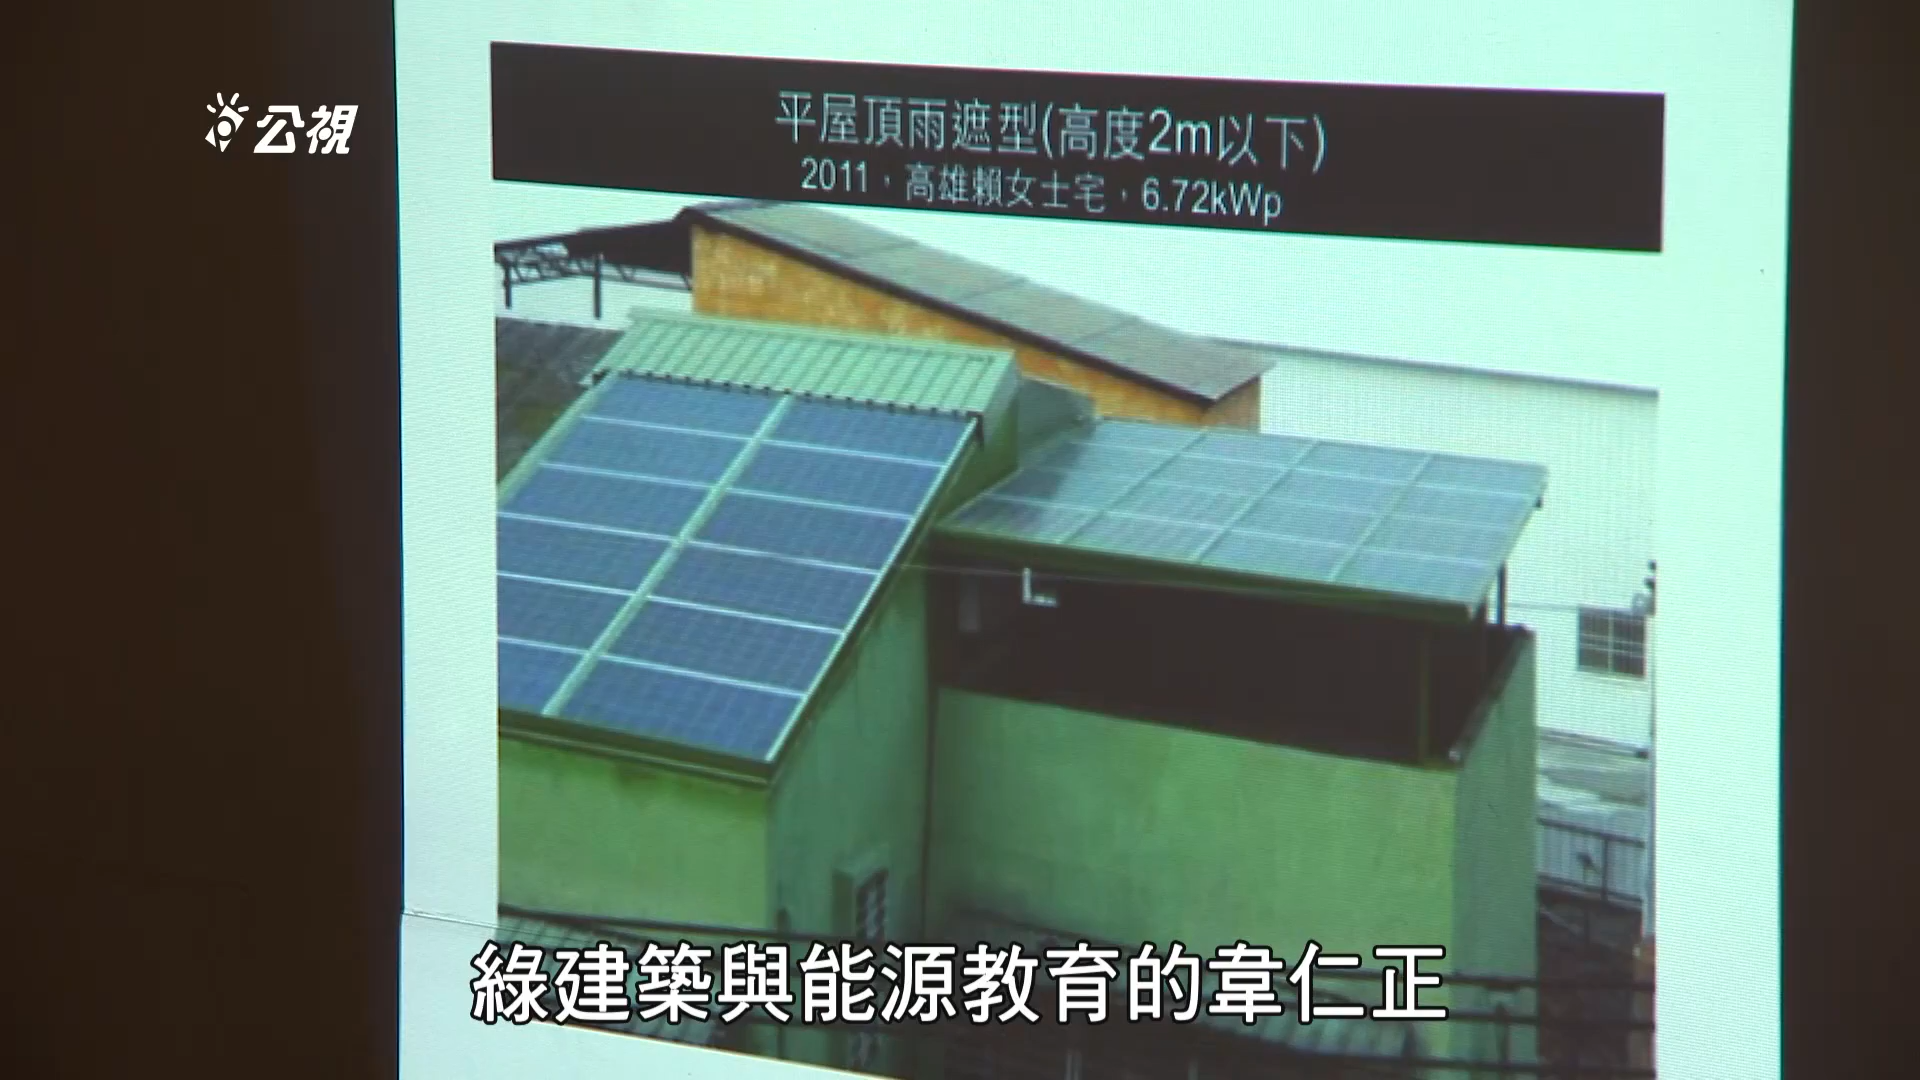 公視
平屋頂雨遮型(高度2m以下)
2011，高雄賴女士宅，6.72kWp
綠建築與能源教育的韋仁正